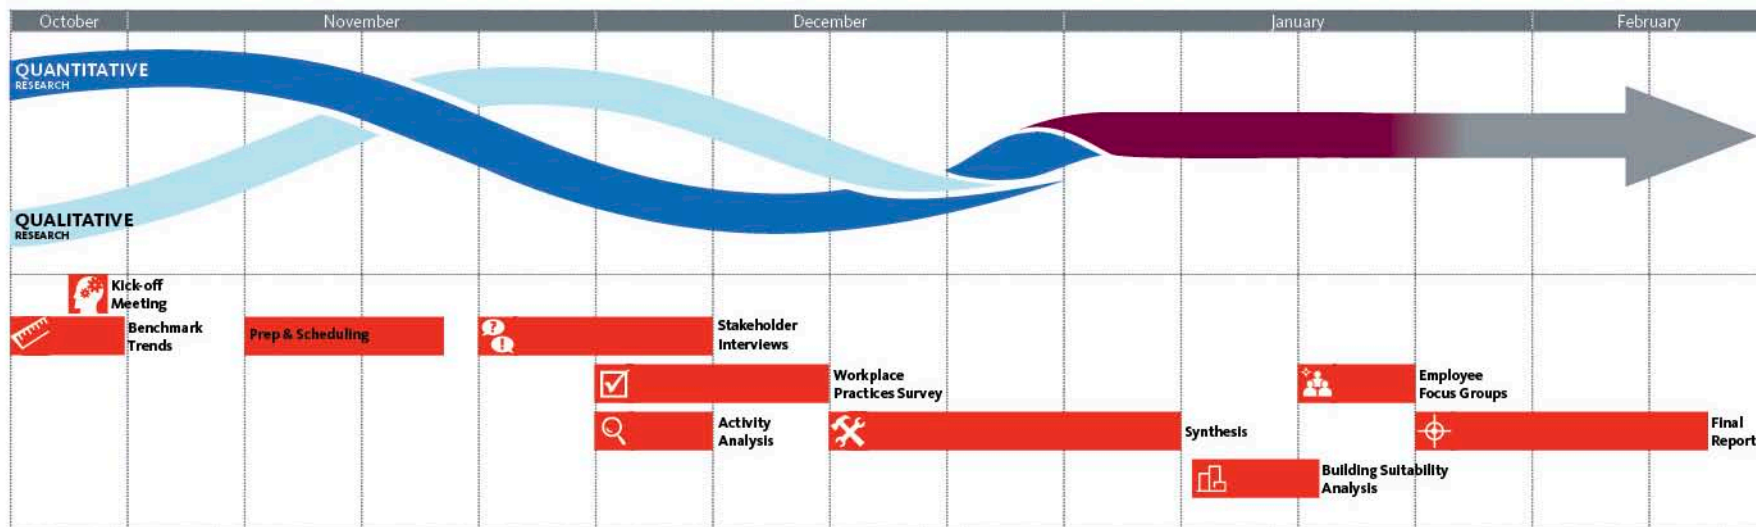 October November December January February
QUANTITATIVE
RESEARCH
QUALITATIVE
RESEARCH
Kick-off
Meeting
Benchmark
Trends
Prep & Scheduling
?
!
Stakeholder
Interviews
Workplace
Practices Survey
Employee
Focus Groups
Activity
Analysis
Synthesis
Final
Report
Building Suitability
Analysis